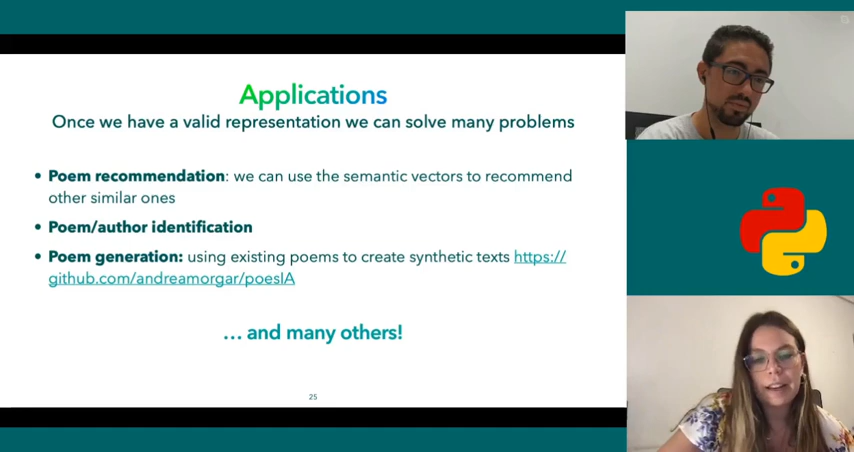 Applications
Once we have a valid representation we can solve many problems
• Poem recommendation: we can use the semantic vectors to recommend
other similar ones
• Poem/author identification
• Poem generation: using existing poems to create synthetic texts https://
github.com/andreamorgar/poesIA
… and many others!
25